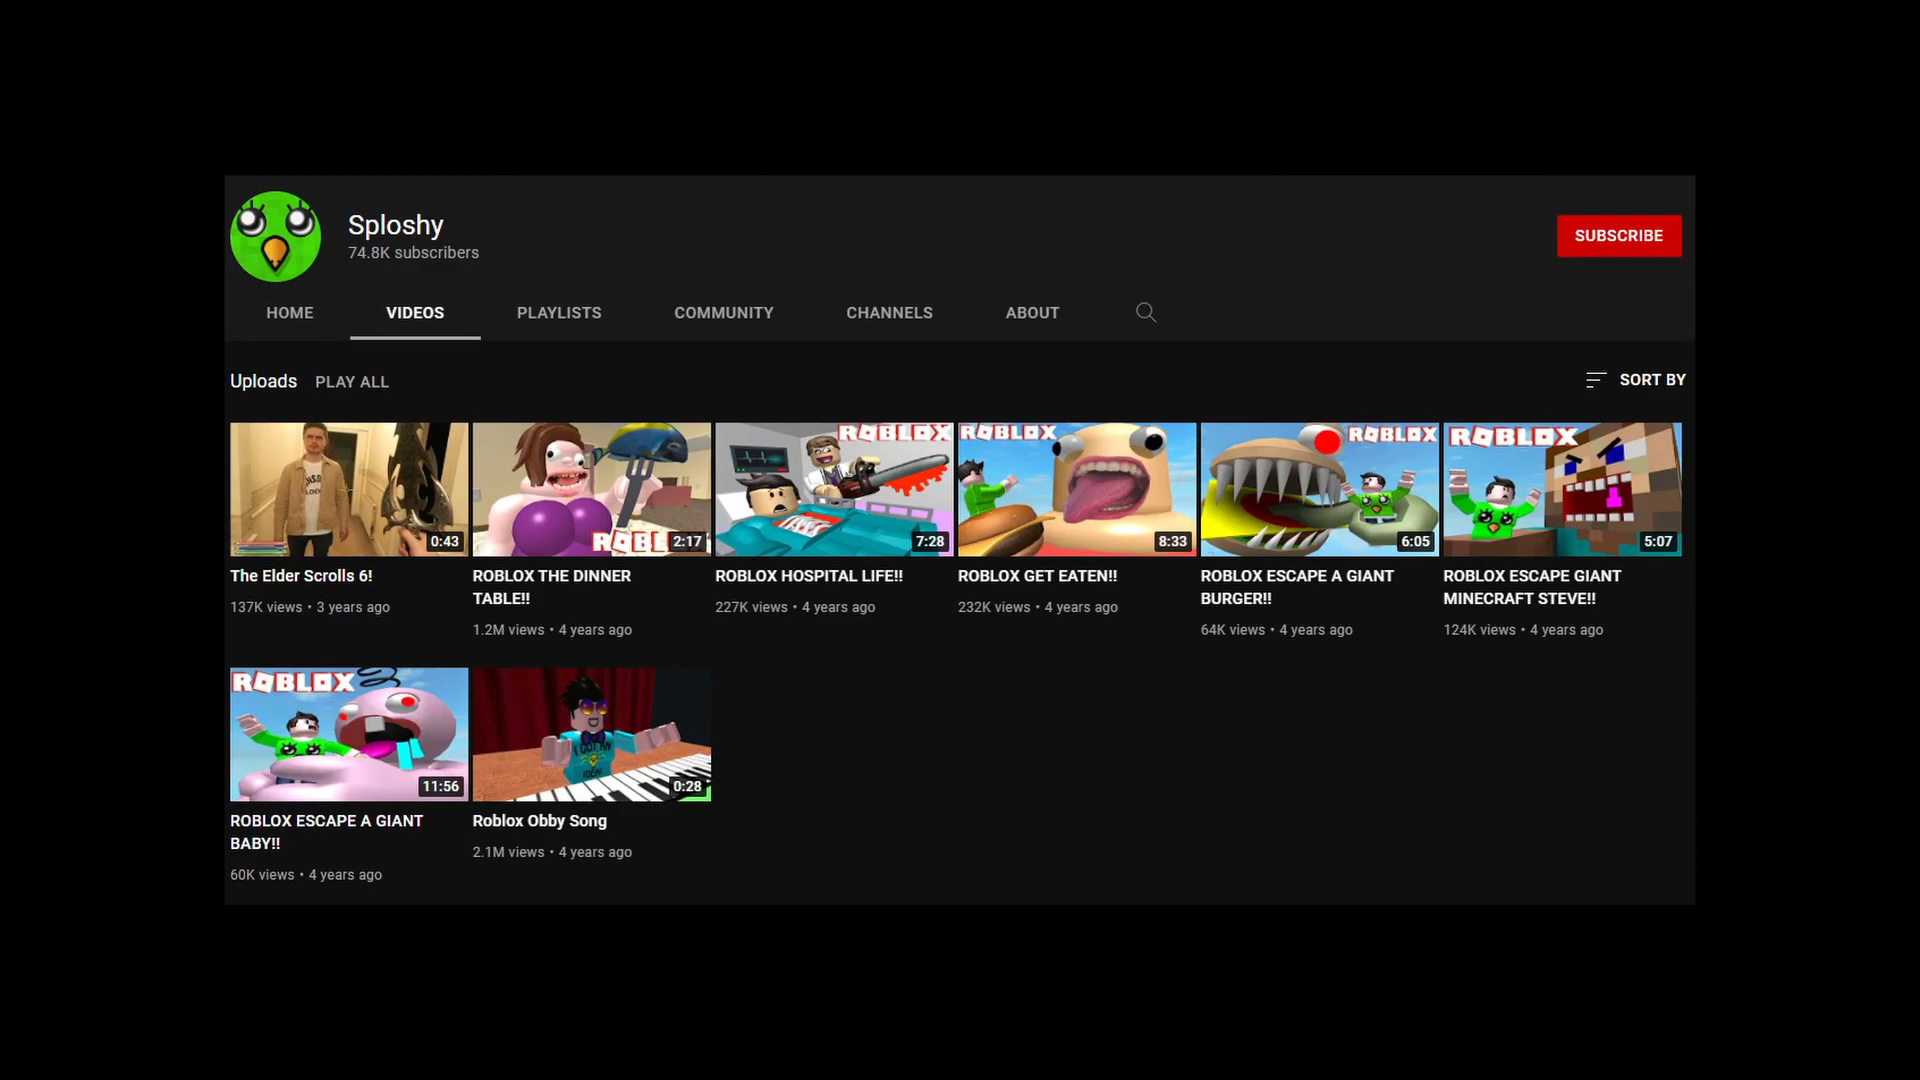 Sploshy
74.8K subscribers
SUBSCRIBE
HOME VIDEOS PLAYLISTS COMMUNITY CHANNELS ABOUT
Uploads PLAY ALL
SORT BY
ROBLOX
ROBLOX
ROBLOX
ROBLOX
0:43
2:17
7:28
8:33
6:05
5:07
The Elder Scrolls 6!
137K views • 3 years ago
ROBLOX THE DINNER
TABLE!!
1.2M views • 4 years ago
ROBLOX HOSPITAL LIFE!!
227K views • 4 years ago
ROBLOX GET EATEN!!
232K views • 4 years ago
ROBLOX ESCAPE A GIANT
BURGER!!
64K views • 4 years ago
ROBLOX ESCAPE GIANT
MINECRAFT STEVE!!
124K views • 4 years ago
ROBLOX
11:56
I GOT AN
0:28
ROBLOX ESCAPE A GIANT
BABY!!
60K views • 4 years ago
Roblox Obby Song
2.1M views • 4 years ago